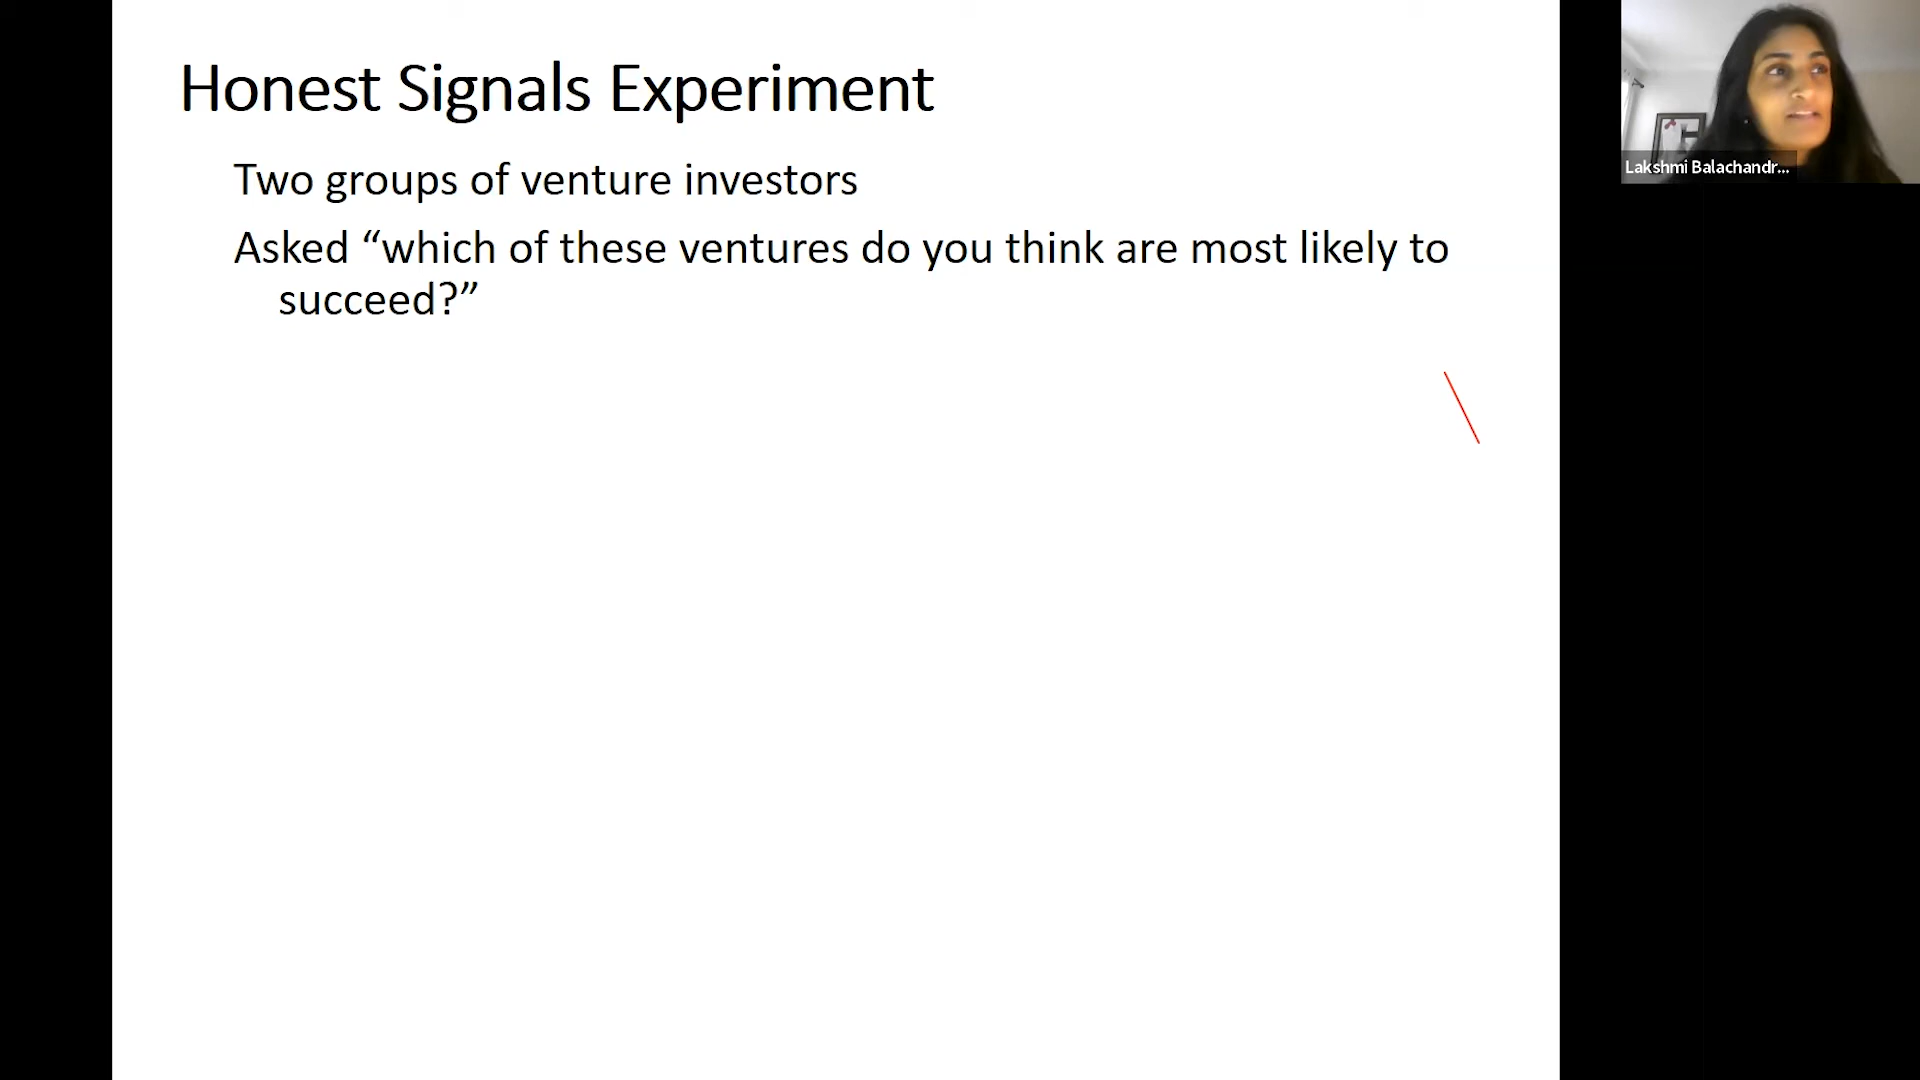 Honest Signals Experiment
Two groups of venture investors
Asked “which of these ventures do you think are most likely to
succeed?”
Lakshmi Balachandr...